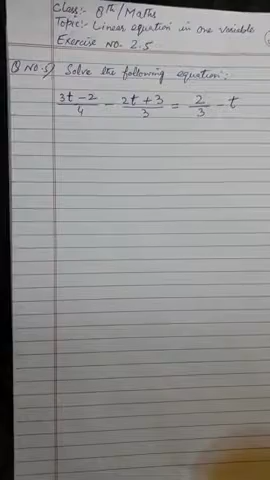 Class:- 8th/Maths
Topic:- Linear equation in one variable
Exercise NO. 2.5
Q NO. 5) Solve the following equation:
(3t-2)/4 - (2t+3)/3 = 2/3 - t